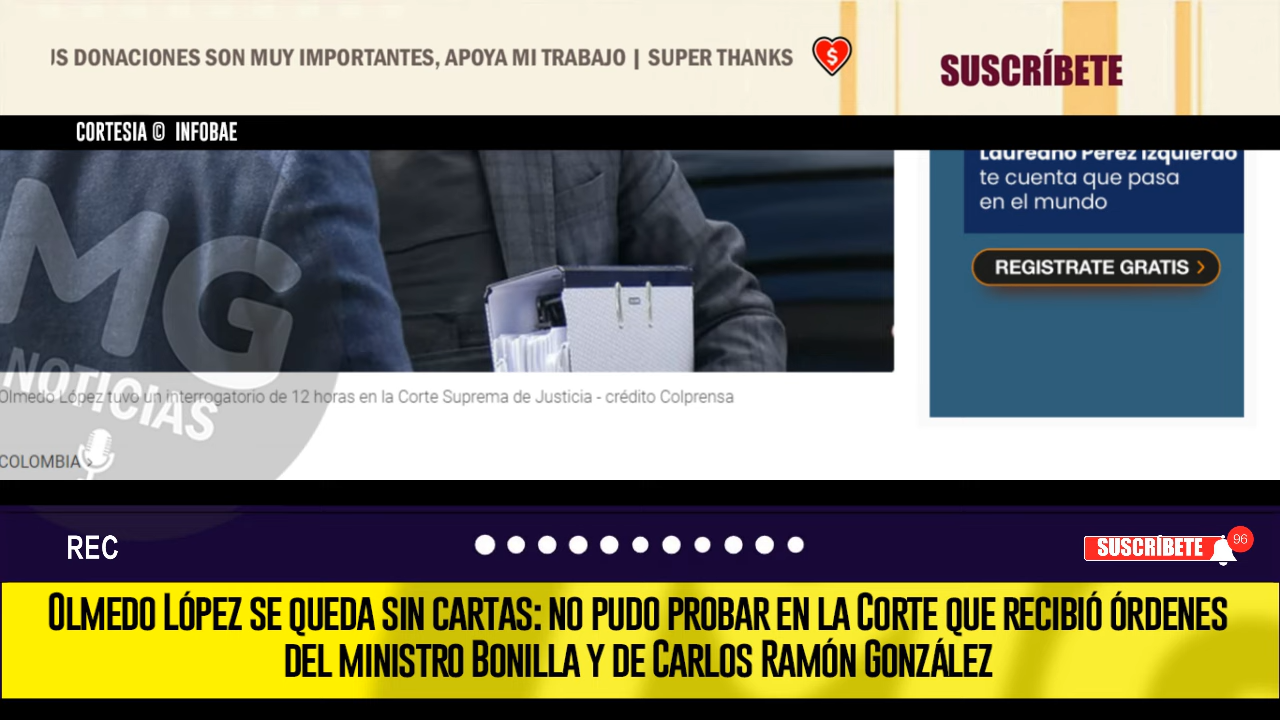 US DONACIONES SON MUY IMPORTANTES, APOYA MI TRABAJO | SUPER THANKS
$
SUSCRÍBETE
CORTESIA © INFOBAE
Laureano Pérez Izquierdo
te cuenta que pasa
en el mundo
REGISTRATE GRATIS >
MG
NOTICIAS
Olmedo López tuvo un interrogatorio de 12 horas en la Corte Suprema de Justicia - crédito Colprensa
COLOMBIA >
REC
SUSCRÍBETE
96
OLMEDO LÓPEZ SE QUEDA SIN CARTAS: NO PUDO PROBAR EN LA CORTE QUE RECIBIÓ ÓRDENES
DEL MINISTRO BONILLA Y DE CARLOS RAMÓN GONZÁLEZ